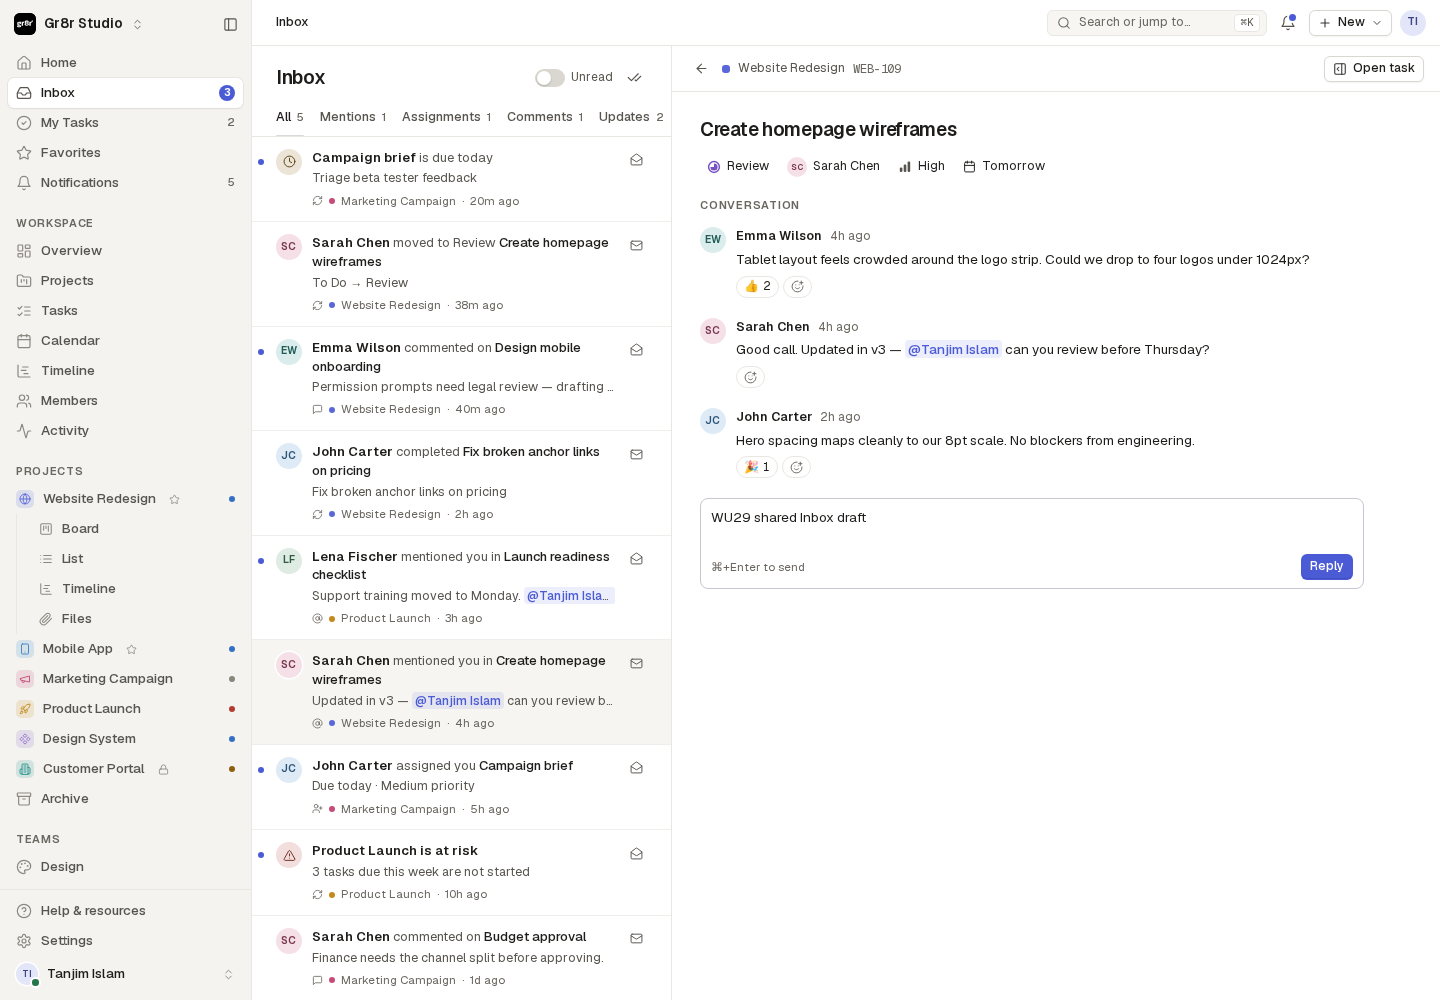 gr8r
Gr8r Studio
Home
Inbox 3
My Tasks 2
Favorites
Notifications 5
WORKSPACE
Overview
Projects
Tasks
Calendar
Timeline
Members
Activity
PROJECTS
Website Redesign
Board
List
Timeline
Files
Mobile App
Marketing Campaign
Product Launch
Design System
Customer Portal
Archive
TEAMS
Design
Help & resources
Settings
TI Tanjim Islam
Inbox
Search or jump to... ⌘K
New
TI
Inbox
Unread
All 5 Mentions 1 Assignments 1 Comments 1 Updates 2
Campaign brief is due today
Triage beta tester feedback
Marketing Campaign · 20m ago
SC
Sarah Chen moved to Review Create homepage
wireframes
To Do → Review
Website Redesign · 38m ago
EW
Emma Wilson commented on Design mobile
onboarding
Permission prompts need legal review — drafting ...
Website Redesign · 40m ago
JC
John Carter completed Fix broken anchor links
on pricing
Fix broken anchor links on pricing
Website Redesign · 2h ago
LF
Lena Fischer mentioned you in Launch readiness
checklist
Support training moved to Monday. @Tanjim Isla...
Product Launch · 3h ago
SC
Sarah Chen mentioned you in Create homepage
wireframes
Updated in v3 — @Tanjim Islam can you review b...
Website Redesign · 4h ago
JC
John Carter assigned you Campaign brief
Due today · Medium priority
Marketing Campaign · 5h ago
Product Launch is at risk
3 tasks due this week are not started
Product Launch · 10h ago
SC
Sarah Chen commented on Budget approval
Finance needs the channel split before approving.
Marketing Campaign · 1d ago
Website Redesign WEB-109
Open task
Create homepage wireframes
Review SC Sarah Chen High Tomorrow
CONVERSATION
EW
Emma Wilson 4h ago
Tablet layout feels crowded around the logo strip. Could we drop to four logos under 1024px?
👍 2
SC
Sarah Chen 4h ago
Good call. Updated in v3 — @Tanjim Islam can you review before Thursday?
JC
John Carter 2h ago
Hero spacing maps cleanly to our 8pt scale. No blockers from engineering.
🎉 1
WU29 shared Inbox draft
⌘+Enter to send
Reply